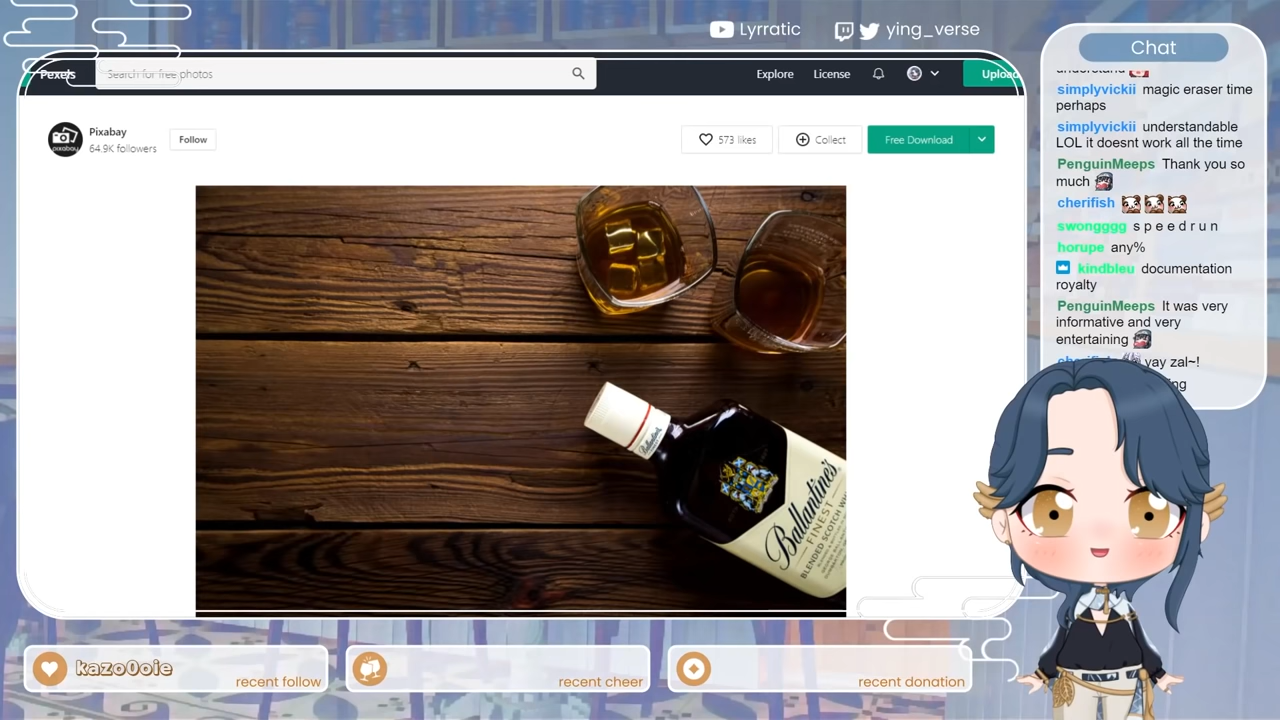 Lyrratic
ying_verse
Chat
Pexels
Search for free photos
Explore
License
Upload
Pixabay
64.9K followers
Follow
573 likes
Collect
Free Download
Ballantine's
Ballantine's
FINEST
BLENDED SCOTCH
simplyvickii magic eraser time
perhaps
simplyvickii understandable
LOL it doesnt work all the time
PenguinMeeps Thank you so
much
cherifish
swongggg s p e e d r u n
horupe any%
kindbleu documentation
royalty
PenguinMeeps It was very
informative and very
entertaining
yay zal~!
kazo0oie
recent follow
recent cheer
recent donation